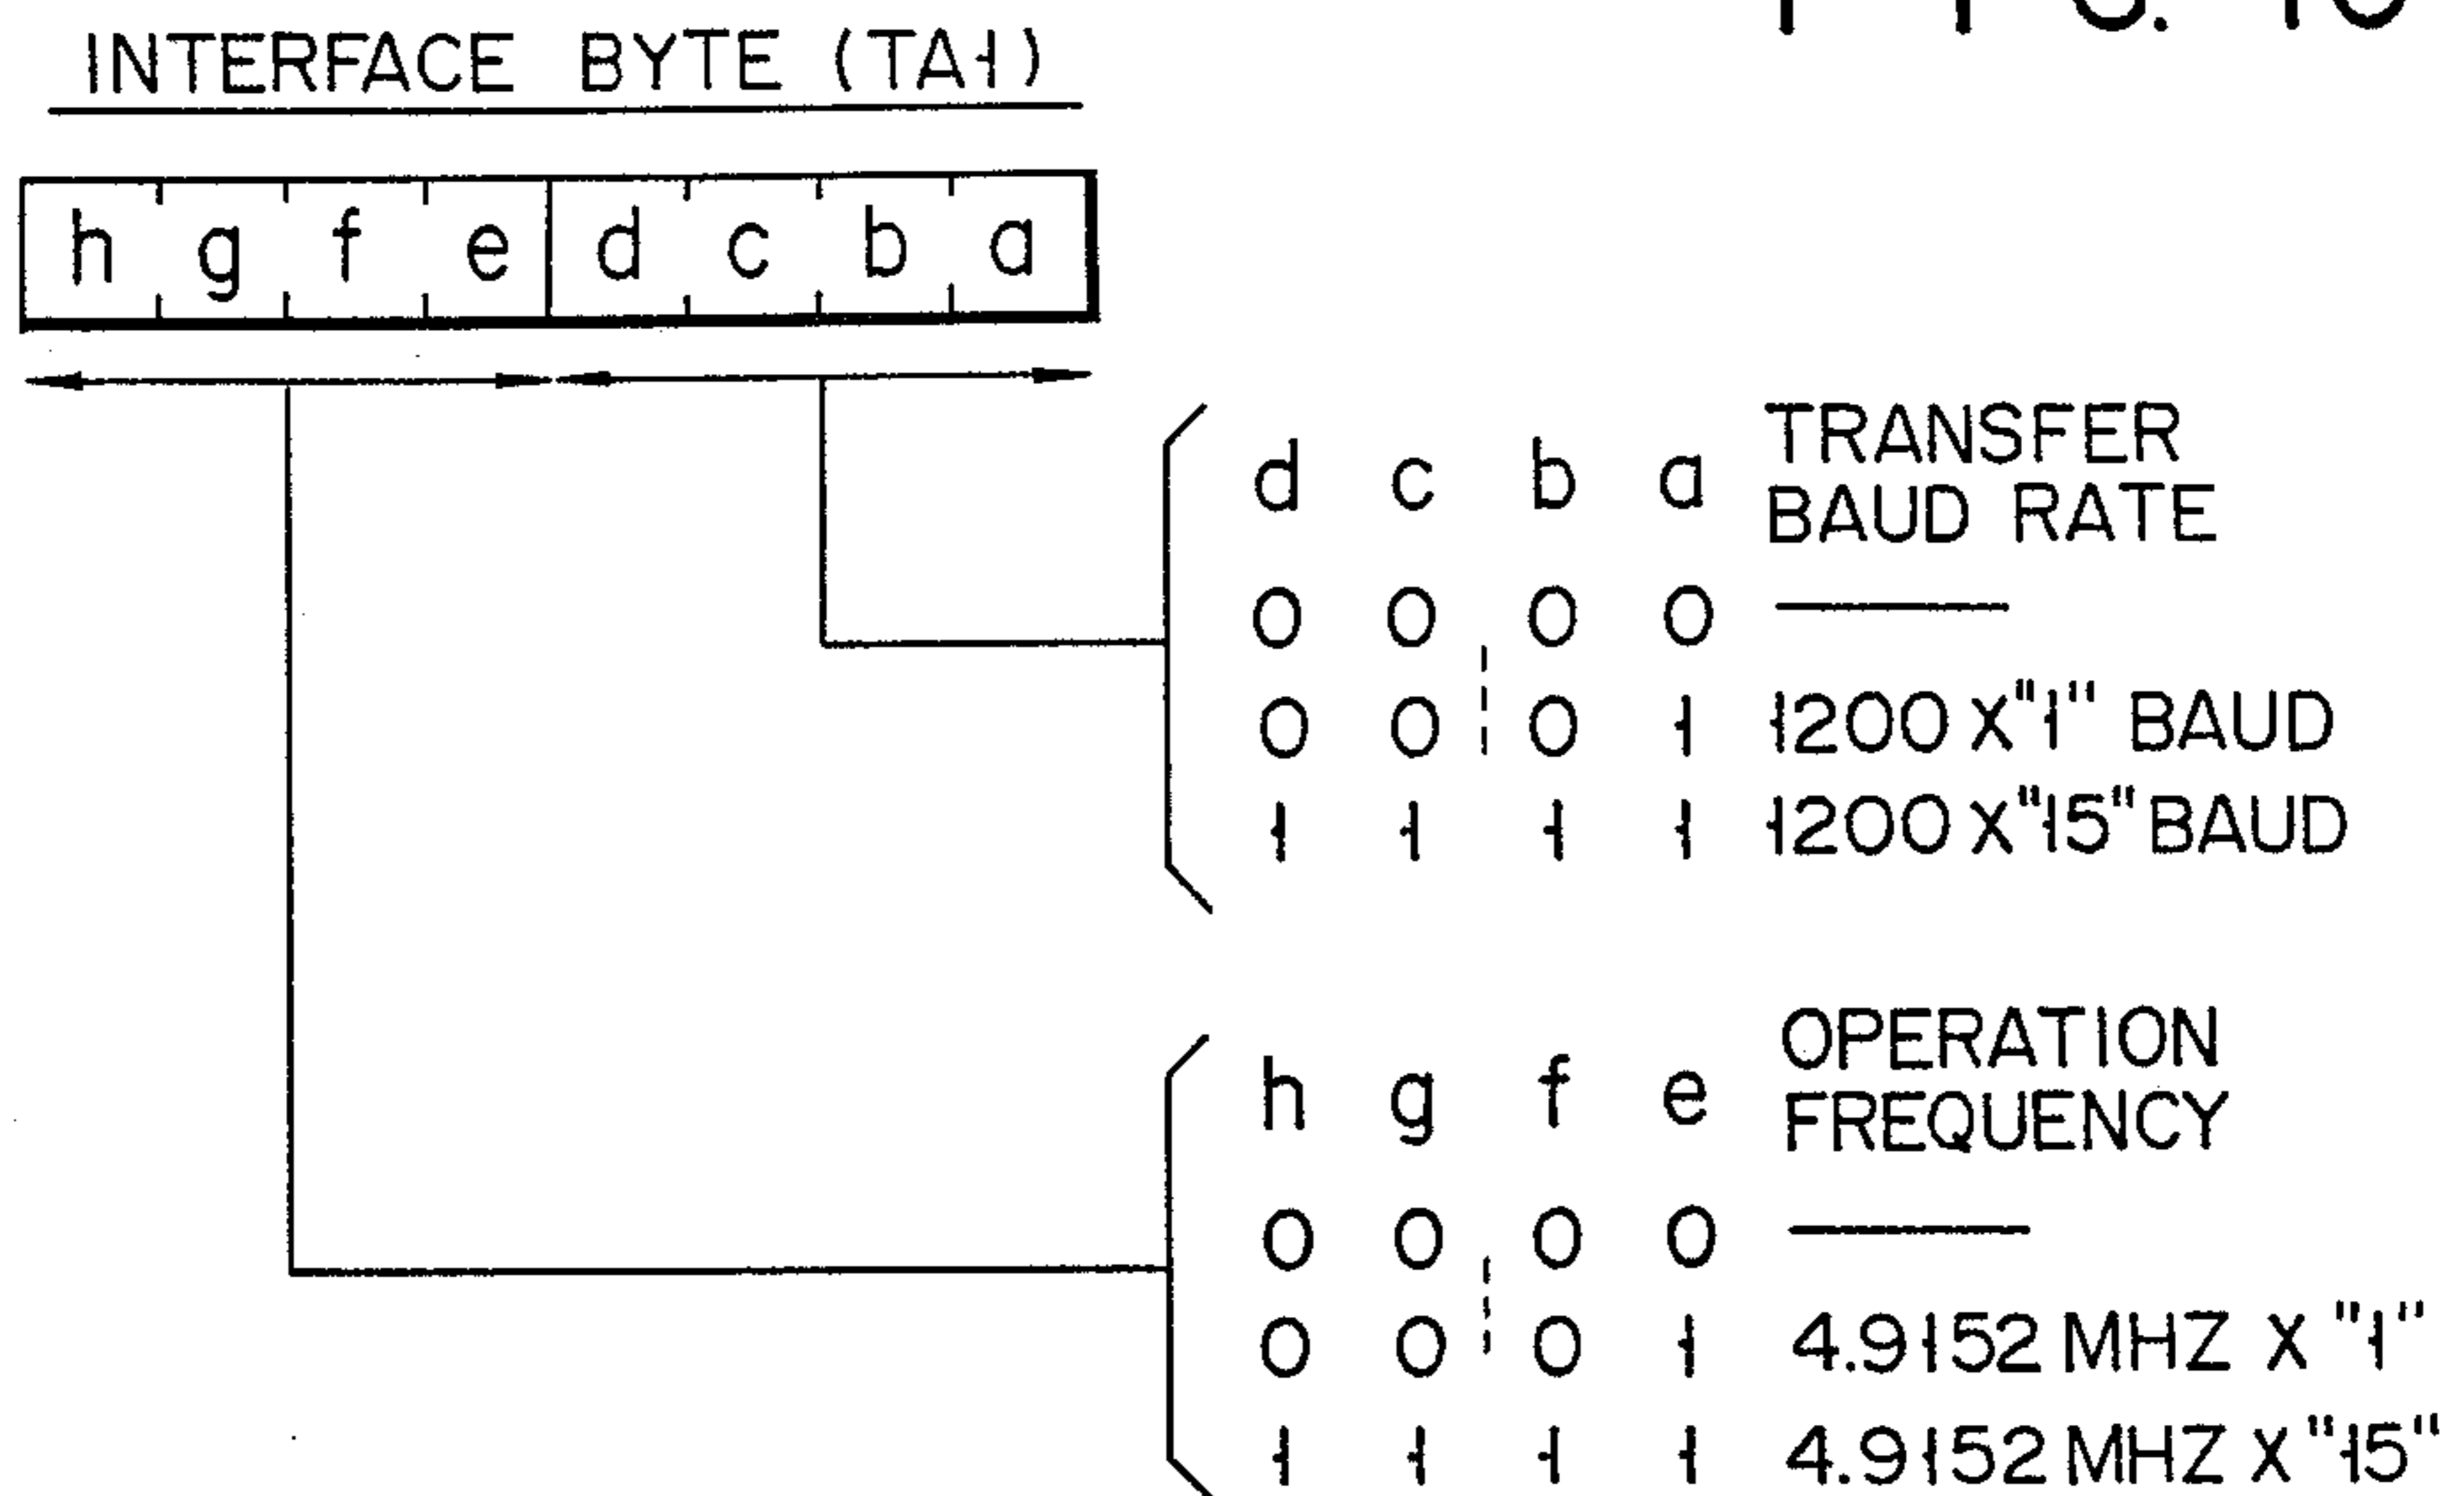 INTERFACE BYTE (TA1)
h g f e d c b a
d c b a TRANSFER
BAUD RATE
0 0 0 0 ———
0 0 0 1 1200 X "1" BAUD
1 1 1 1 1200 X "15" BAUD
h g f e OPERATION
FREQUENCY
0 0 0 0 ———
0 0 0 1 4.9152 MHZ X "1"
1 1 1 1 4.9152 MHZ X "15"